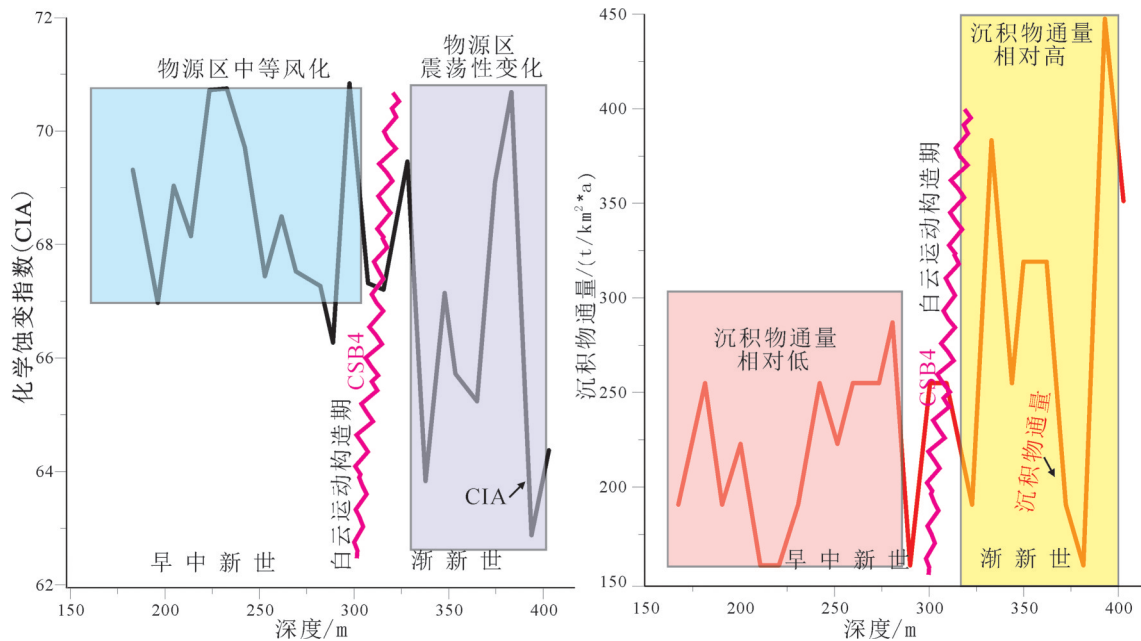 72
70
68
66
64
62
化学蚀变指数(CIA)
物源区中等风化
物源区
震荡性变化
CSB4
白云运动构造期
CIA
早中新世
渐新世
150
200
250
300
350
400
深度/m
450
400
350
300
250
200
150
沉积物通量/(t/km²*a)
沉积物通量
相对高
白云运动构造期
CSB4
沉积物通量
相对低
沉积物通量
早中新世
渐新世
150
200
250
300
350
400
深度/m